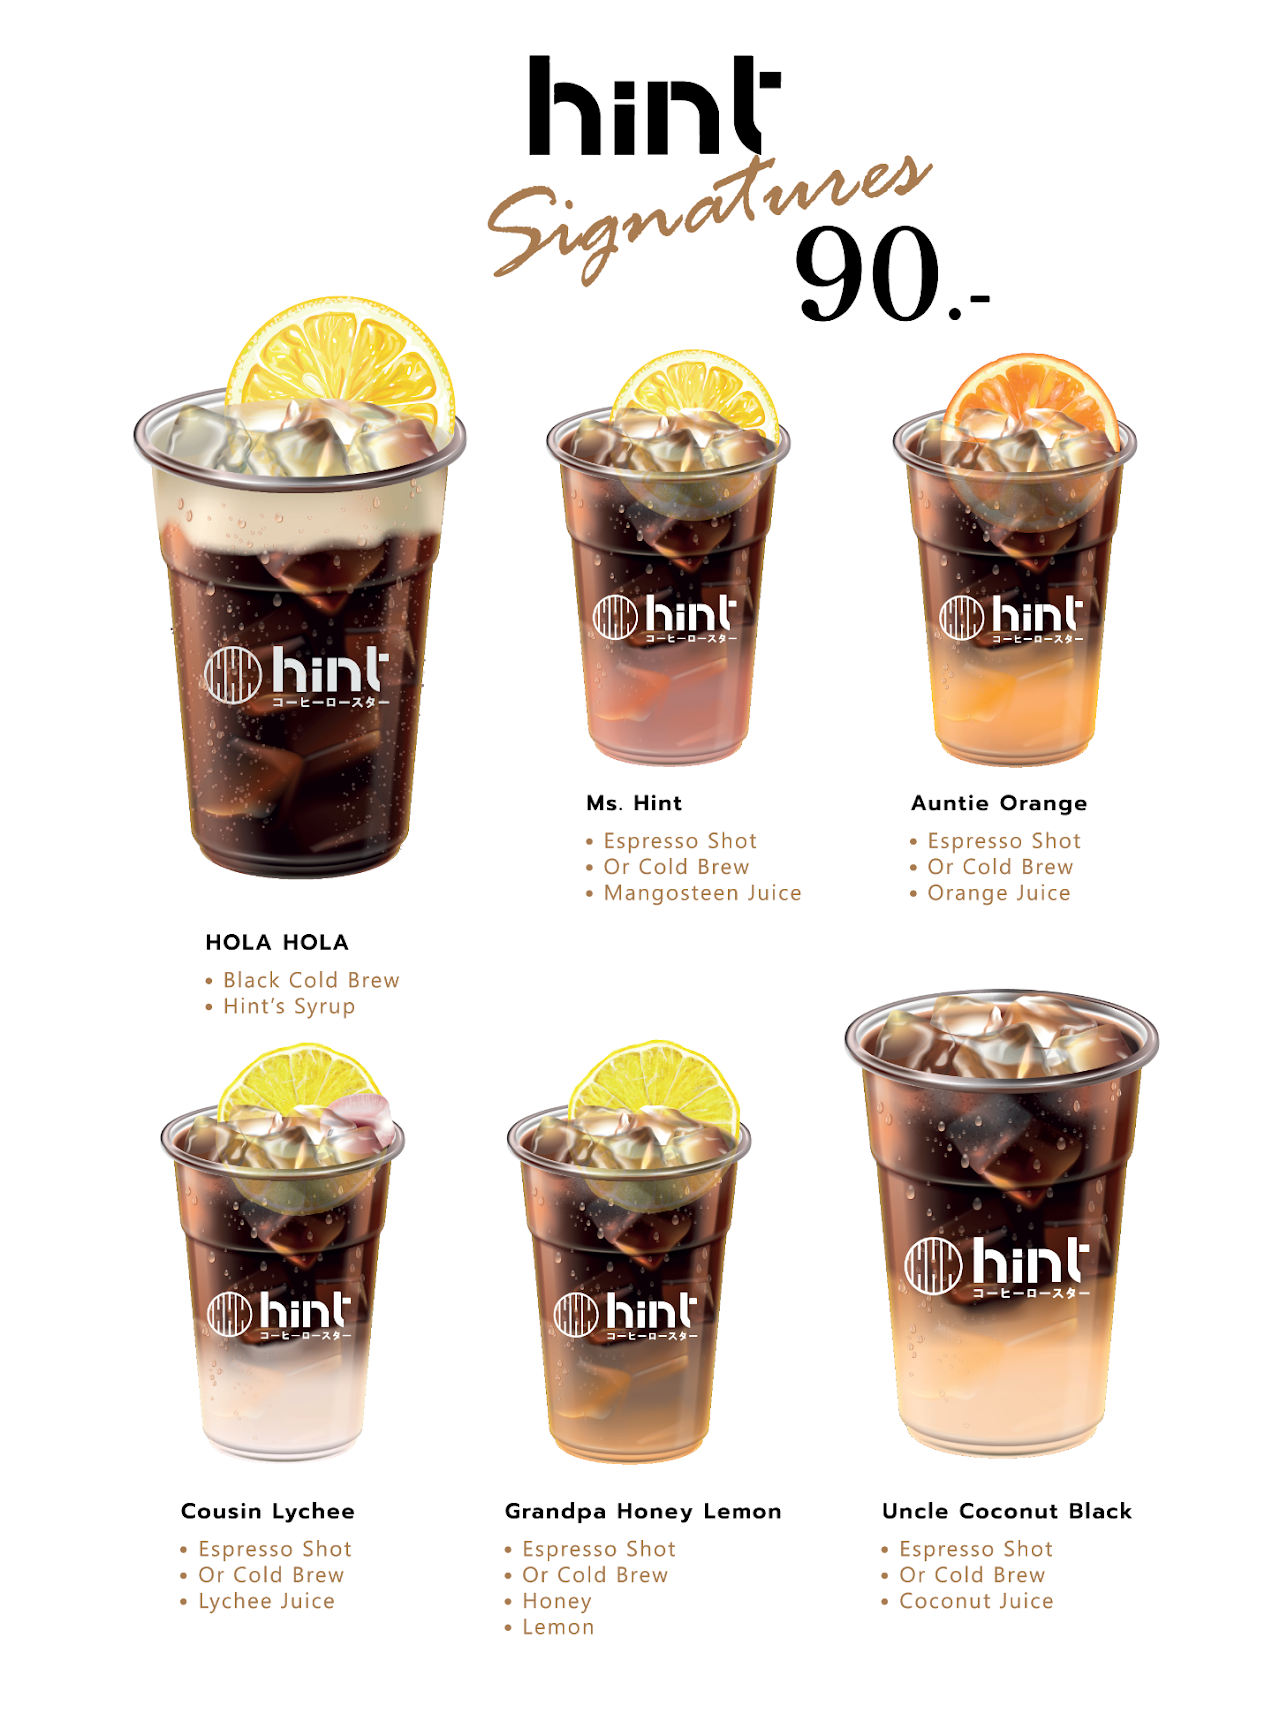 hint
Signatures
90.-
hint
コーヒーロースター
hint
コーヒーロースター
hint
コーヒーロースター
Ms. Hint
• Espresso Shot
• Or Cold Brew
• Mangosteen Juice
Auntie Orange
• Espresso Shot
• Or Cold Brew
• Orange Juice
HOLA HOLA
• Black Cold Brew
• Hint's Syrup
hint
コーヒーロースター
hint
コーヒーロースター
hint
コーヒーロースター
Cousin Lychee
• Espresso Shot
• Or Cold Brew
• Lychee Juice
Grandpa Honey Lemon
• Espresso Shot
• Or Cold Brew
• Honey
• Lemon
Uncle Coconut Black
• Espresso Shot
• Or Cold Brew
• Coconut Juice